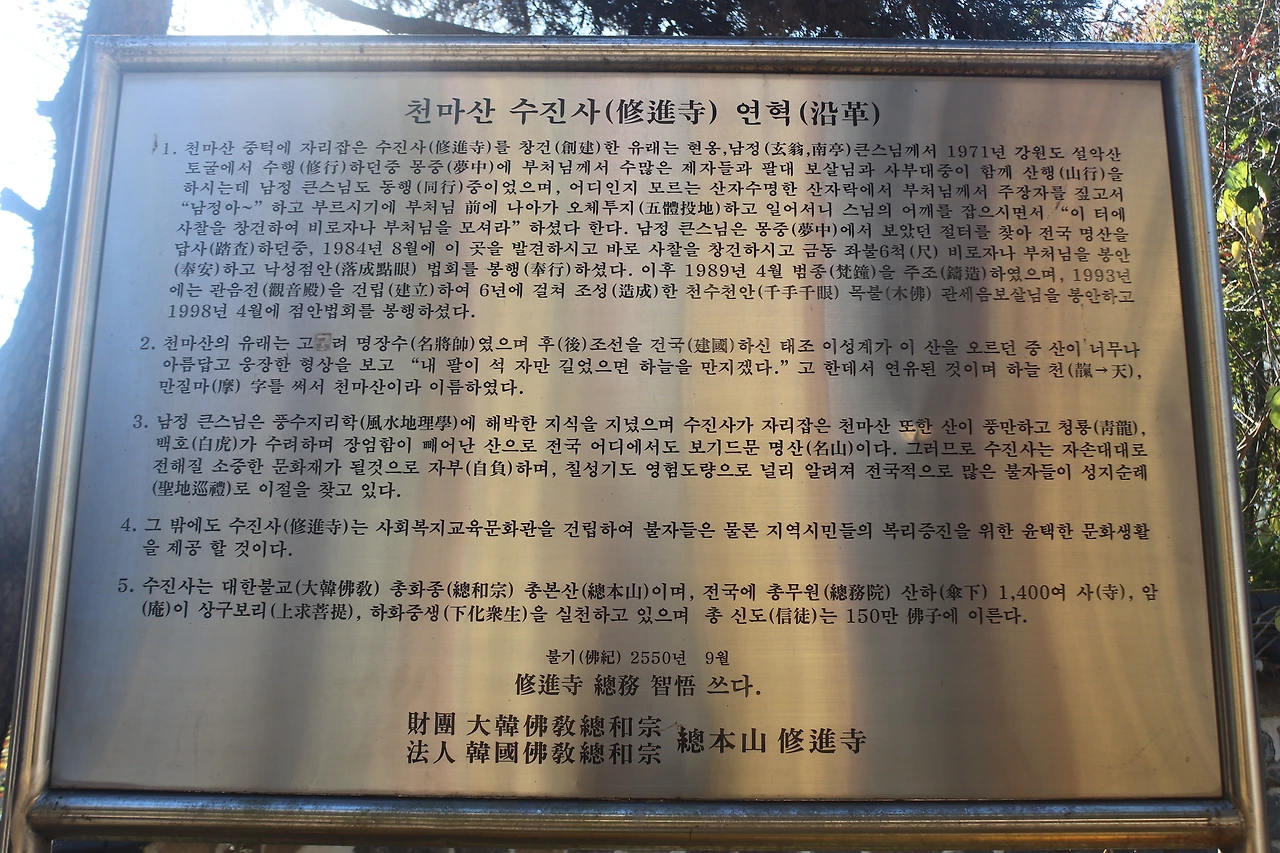 천마산 수진사(修進寺) 연혁(沿革)
1. 천마산 중턱에 자리잡은 수진사(修進寺)를 창건(創建)한 유래는 현옹,남정(玄翁,南亭)큰스님께서 1971년 강원도 설악산
토굴에서 수행(修行)하던중 몽중(夢中)에 부처님께서 수많은 제자들과 팔대 보살님과 사부대중이 함께 산행(山行)을
하시는데 남정 큰스님도 동행(同行)중이었으며, 어디인지 모르는 산자수명한 산자락에서 부처님께서 주장자를 짚고서
“남정아~” 하고 부르시기에 부처님 前에 나아가 오체투지(五體投地)하고 일어서니 스님의 어깨를 잡으시면서 “이 터에
사찰을 창건하여 비로자나 부처님을 모셔라” 하셨다 한다. 남정 큰스님은 몽중(夢中)에서 보았던 절터를 찾아 전국 명산을
답사(踏査)하던중, 1984년 8월에 이 곳을 발견하시고 바로 사찰을 창건하시고 금동 좌불6척(尺) 비로자나 부처님을 봉안
(奉安)하고 낙성점안(落成點眼) 법회를 봉행(奉行)하셨다. 이후 1989년 4월 범종(梵鐘)을 주조(鑄造)하였으며, 1993년
에는 관음전(觀音殿)을 건립(建立)하여 6년에 걸쳐 조성(造成)한 천수천안(千手千眼) 목불(木佛) 관세음보살님을 봉안하고
1998년 4월에 점안법회를 봉행하셨다.
2. 천마산의 유래는 고 려 명장수(名將帥)였으며 후(後)조선을 건국(建國)하신 태조 이성계가 이 산을 오르던 중 산이 너무나
아름답고 웅장한 형상을 보고 “내 팔이 석 자만 길었으면 하늘을 만지겠다.” 고 한데서 연유된 것이며 하늘 천(→天),
만질마(摩) 字를 써서 천마산이라 이름하였다.
3. 남정 큰스님은 풍수지리학(風水地理學)에 해박한 지식을 지녔으며 수진사가 자리잡은 천마산 또한 산이 풍만하고 청룡(靑龍),
백호(白虎)가 수려하며 장엄함이 빼어난 산으로 전국 어디에서도 보기드문 명산(名山)이다. 그러므로 수진사는 자손대대로
전해질 소중한 문화재가 될것으로 자부(自負)하며, 칠성기도 영험도량으로 널리 알려져 전국적으로 많은 불자들이 성지순례
(聖地巡禮)로 이절을 찾고 있다.
4. 그 밖에도 수진사(修進寺)는 사회복지교육문화관을 건립하여 불자들은 물론 지역시민들의 복리증진을 위한 윤택한 문화생활
을 제공 할 것이다.
5. 수진사는 대한불교(大韓佛敎) 총화종(總和宗) 총본산(總本山)이며, 전국에 총무원(總務院) 산하(傘下) 1,400여 사(寺), 암
(庵)이 상구보리(上求菩提), 하화중생(下化衆生)을 실천하고 있으며 총 신도(信徒)는 150만 佛子에 이른다.
불기(佛紀) 2550년 9월
修進寺 總務 智悟 쓰다.
財團 大韓佛敎總和宗
法人 韓國佛敎總和宗
總本山 修進寺